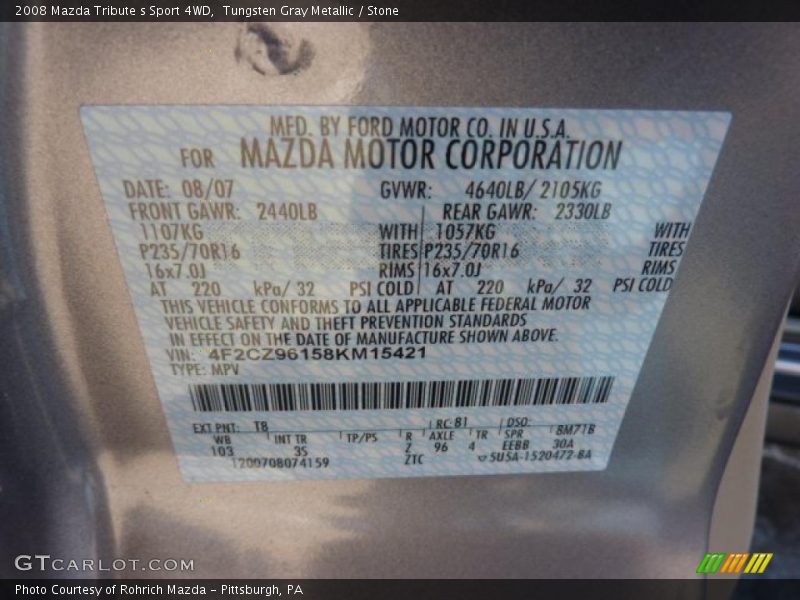 2008 Mazda Tribute s Sport 4WD,  Tungsten Gray Metallic / Stone
MFD. BY FORD MOTOR CO. IN U.S.A.
FOR MAZDA MOTOR CORPORATION
DATE: 08/07 GVWR: 4640LB/ 2105KG
FRONT GAWR: 2440LB REAR GAWR: 2330LB
1107KG WITH 1057KG WITH
P235/70R16 TIRES P235/70R16 TIRES
16x7.0J RIMS 16x7.0J RIMS
AT 220 kPa/ 32 PSI COLD AT 220 kPa/ 32 PSI COLD
THIS VEHICLE CONFORMS TO ALL APPLICABLE FEDERAL MOTOR
VEHICLE SAFETY AND THEFT PREVENTION STANDARDS
IN EFFECT ON THE DATE OF MANUFACTURE SHOWN ABOVE.
VIN: 4F2CZ96158KM15421
TYPE: MPV
EXT PNT: T8 RC: 81 DSO:
WB INT TR TP/PS R AXLE TR SPR 8M71B
103 3S Z 96 4 EEBB 30A
T200708074159 ZTC 5U5A-1520472-BA
GTCARLOT.COM
Photo Courtesy of Rohrich Mazda - Pittsburgh, PA